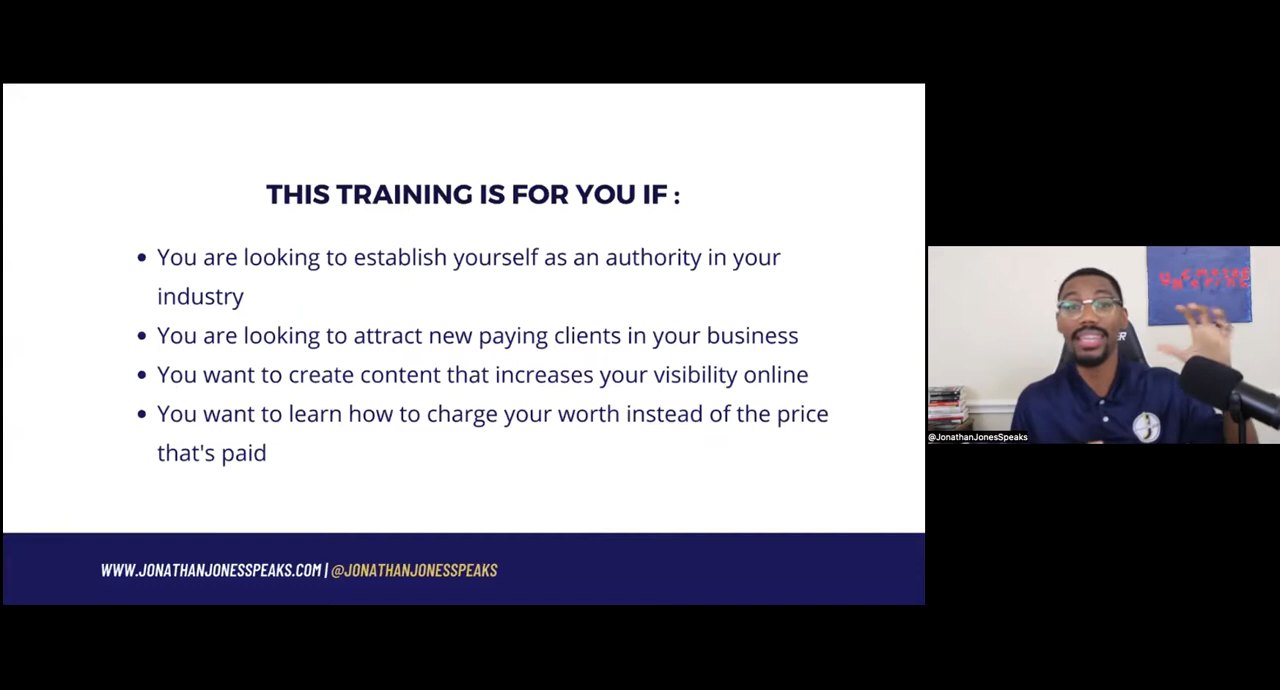 THIS TRAINING IS FOR YOU IF :
• You are looking to establish yourself as an authority in your
industry
• You are looking to attract new paying clients in your business
• You want to create content that increases your visibility online
• You want to learn how to charge your worth instead of the price
that's paid
WWW.JONATHANJONESSPEAKS.COM | @JONATHANJONESSPEAKS
@JonathanJonesSpeaks